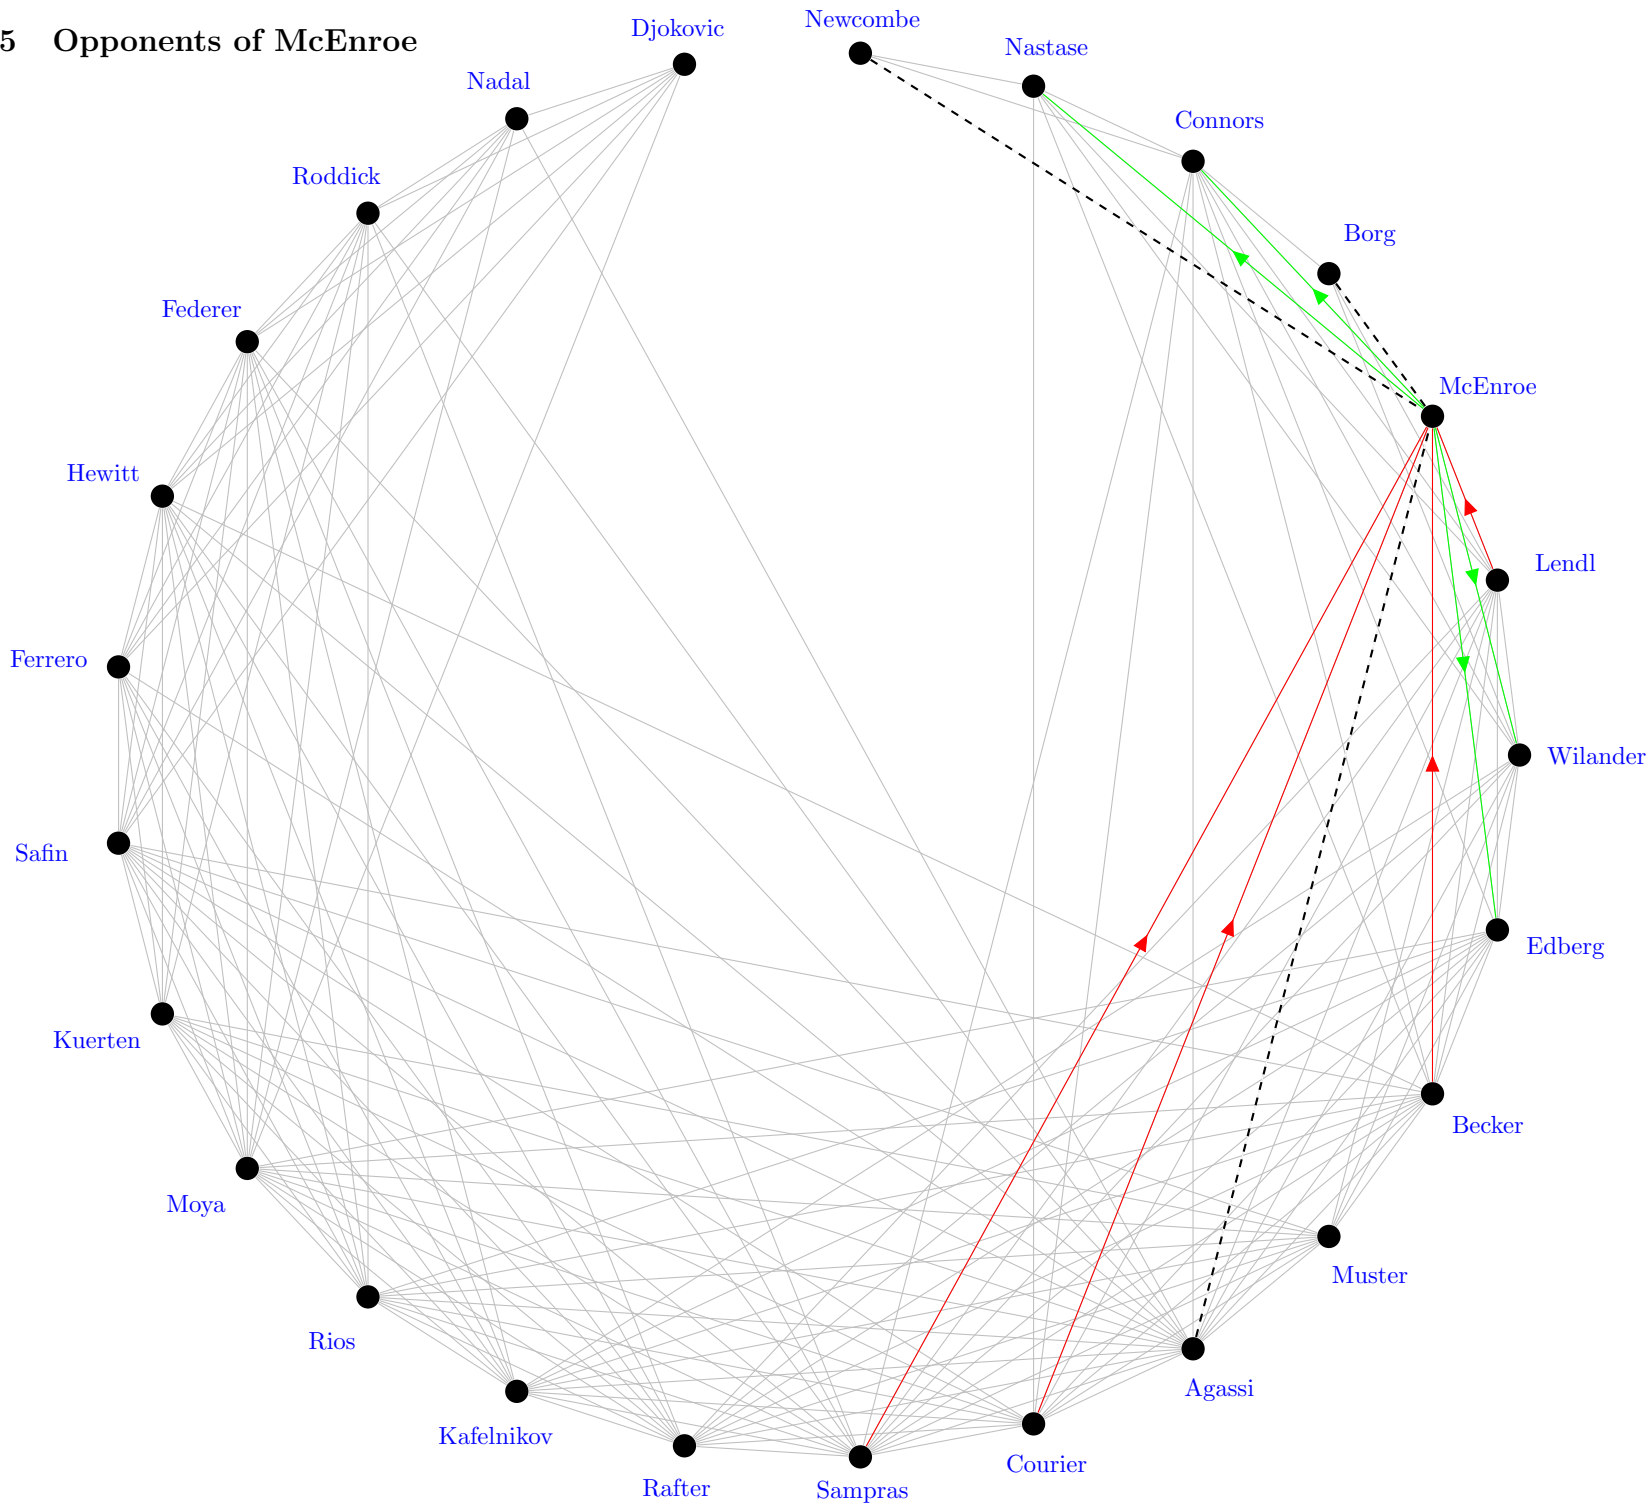 5 Opponents of McEnroe
Newcombe
Nastase
Connors
Borg
McEnroe
Lendl
Wilander
Edberg
Becker
Muster
Agassi
Courier
Sampras
Rafter
Kafelnikov
Rios
Moya
Kuerten
Safin
Ferrero
Hewitt
Federer
Roddick
Nadal
Djokovic